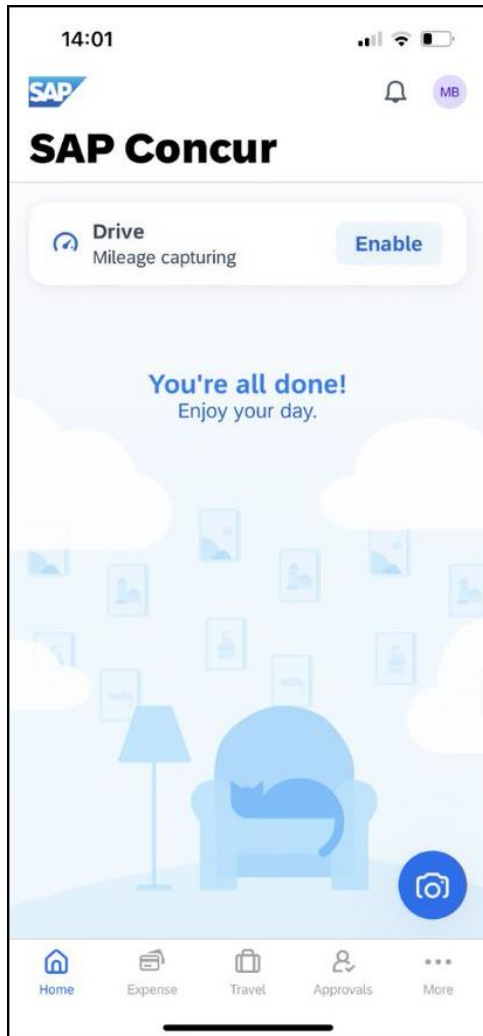 14:01
SAP
MB
SAP Concur
Drive
Mileage capturing
Enable
You're all done!
Enjoy your day.
Home
Expense
Travel
Approvals
More